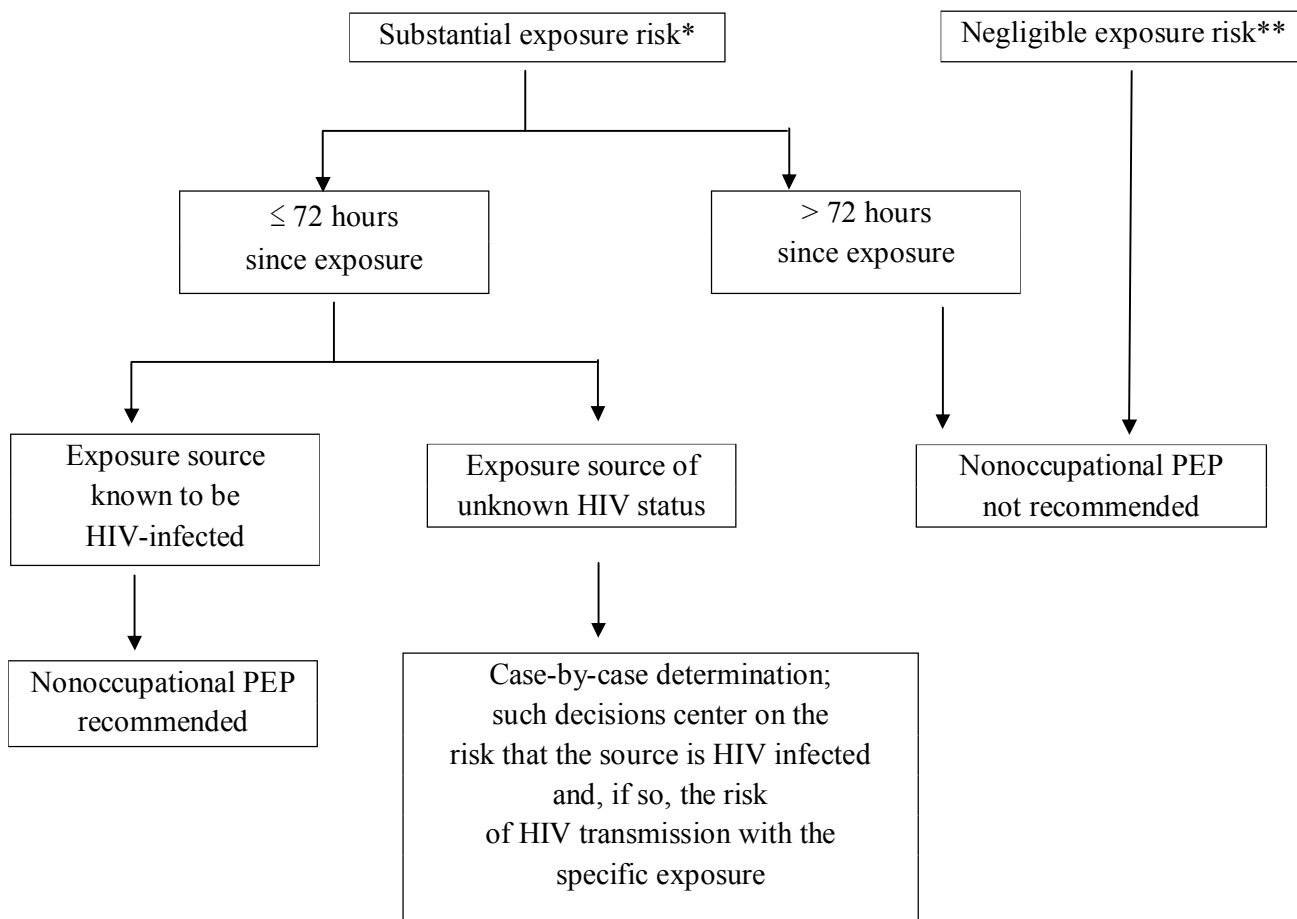 Substantial exposure risk*
Negligible exposure risk**
≤ 72 hours
since exposure
> 72 hours
since exposure
Exposure source
known to be
HIV-infected
Exposure source of
unknown HIV status
Nonoccupational PEP
not recommended
Nonoccupational PEP
recommended
Case-by-case determination;
such decisions center on the
risk that the source is HIV infected
and, if so, the risk
of HIV transmission with the
specific exposure